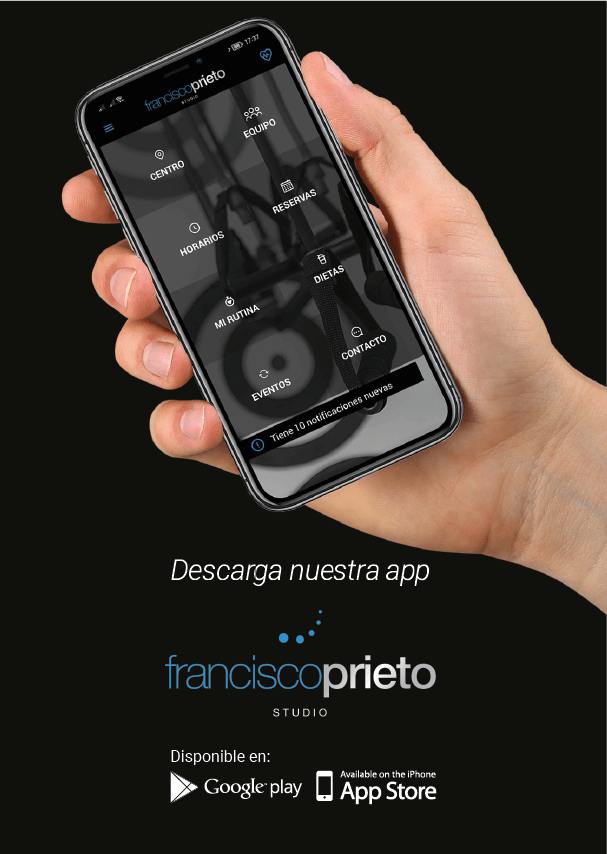 17:37
franciscoprieto
STUDIO
CENTRO
EQUIPO
HORARIOS
RESERVAS
MI RUTINA
DIETAS
EVENTOS
CONTACTO
Tiene 10 notificaciones nuevas
Descarga nuestra app
franciscoprieto
STUDIO
Disponible en:
Google play
Available on the iPhone
App Store